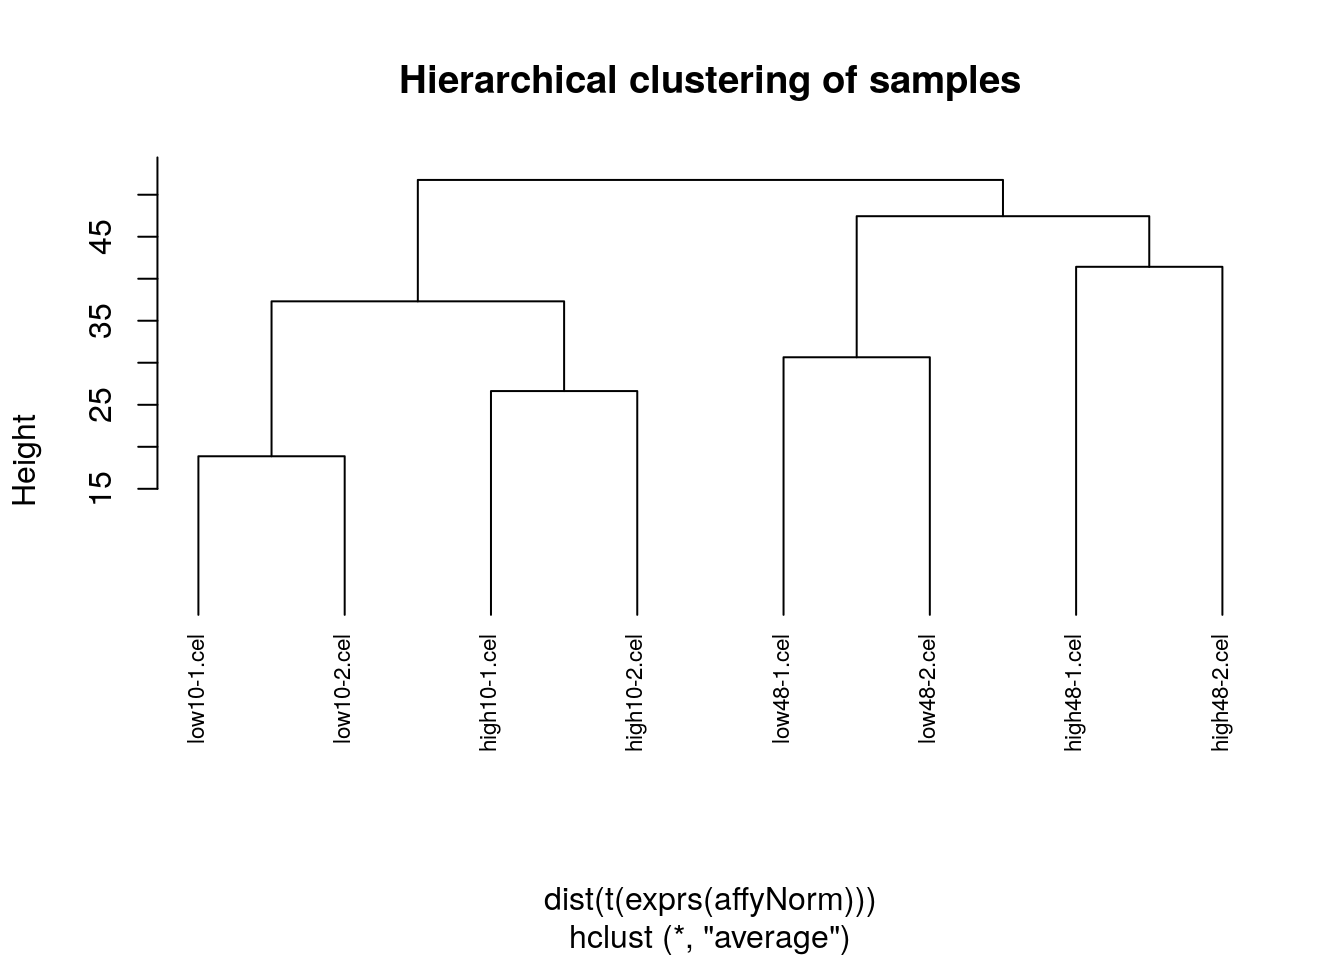 Hierarchical clustering of samples
Height
45
35
25
15
low10-1.cel
low10-2.cel
high10-1.cel
high10-2.cel
low48-1.cel
low48-2.cel
high48-1.cel
high48-2.cel
dist(t(exprs(affyNorm)))
hclust (*, "average")